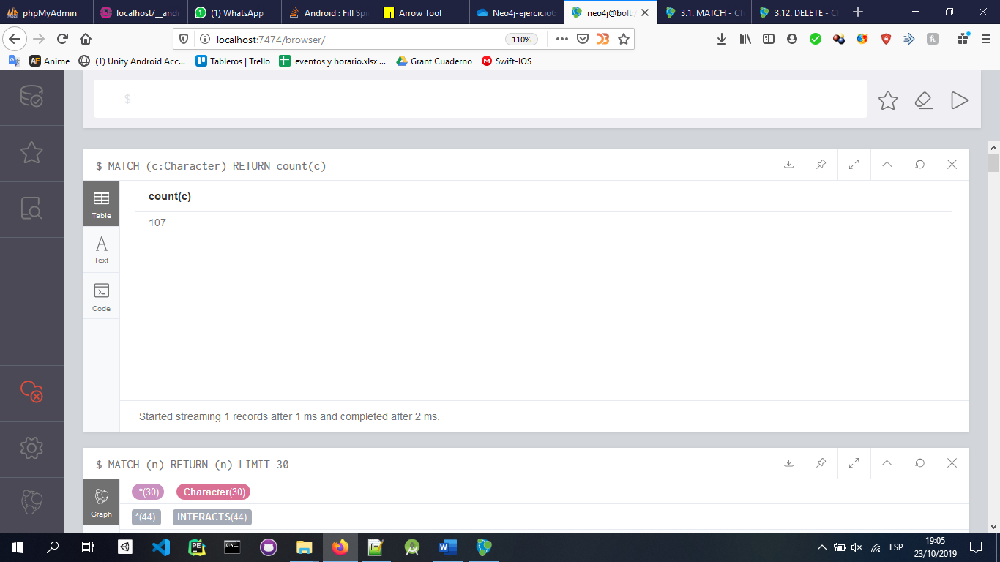 phpMyAdmin
localhost/__andr
(1) WhatsApp
Android : Fill Spi
Arrow Tool
Neo4j-ejercicioG
neo4j@bolt:/
3.1. MATCH - Ch
3.12. DELETE - C
localhost:7474/browser/
110%
Anime
(1) Unity Android Acc...
Tableros | Trello
eventos y horario.xlsx ...
Grant Cuaderno
Swift-IOS
$
$ MATCH (c:Character) RETURN count(c)
Table
Text
Code
count(c)
107
Started streaming 1 records after 1 ms and completed after 2 ms.
$ MATCH (n) RETURN (n) LIMIT 30
Graph
*(30) Character(30)
*(44) INTERACTS(44)
ESP
19:05
23/10/2019